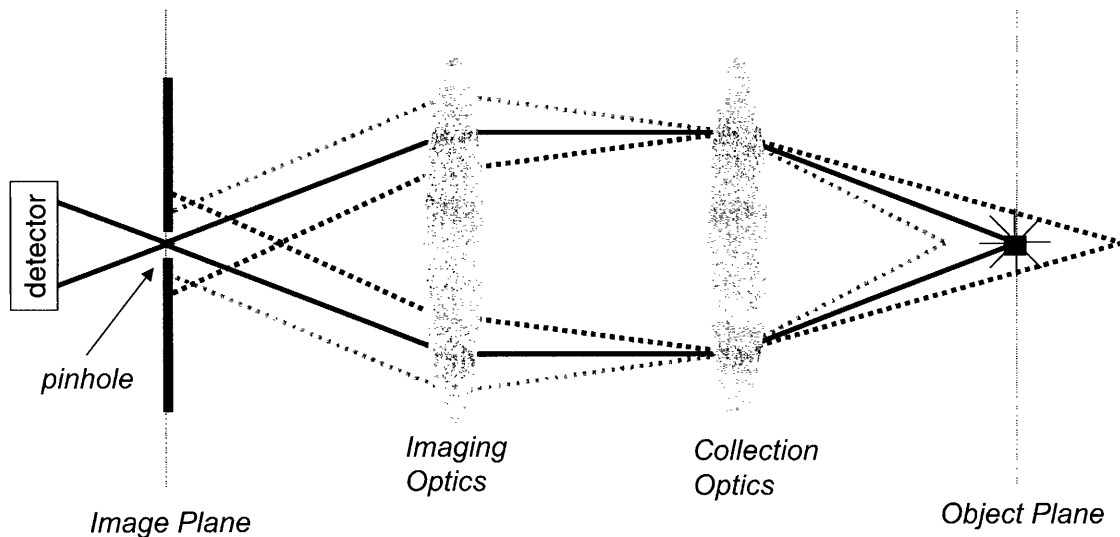 detector
pinhole
Imaging
Optics
Collection
Optics
Image Plane
Object Plane